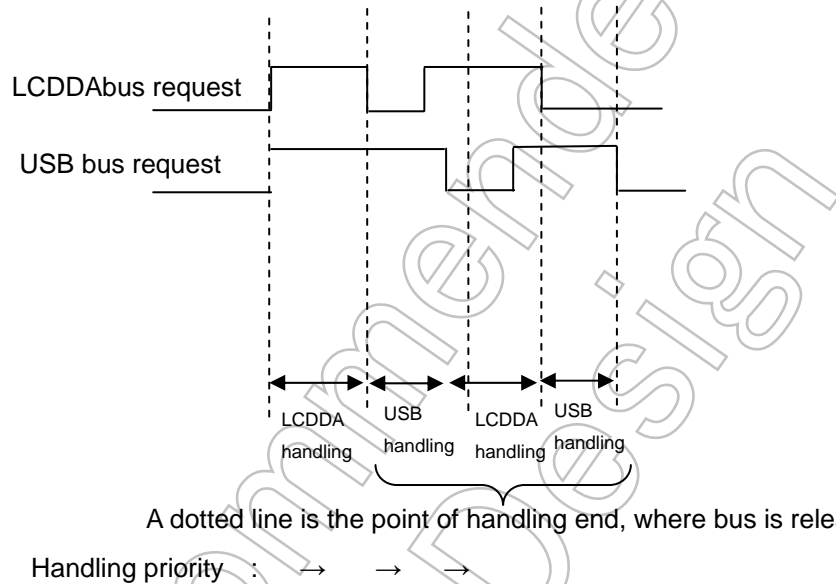 LCDDAbus request
USB bus request
LCDDA handling
USB handling
LCDDA handling
USB handling
A dotted line is the point of handling end, where bus is rele
Handling priority : → → →